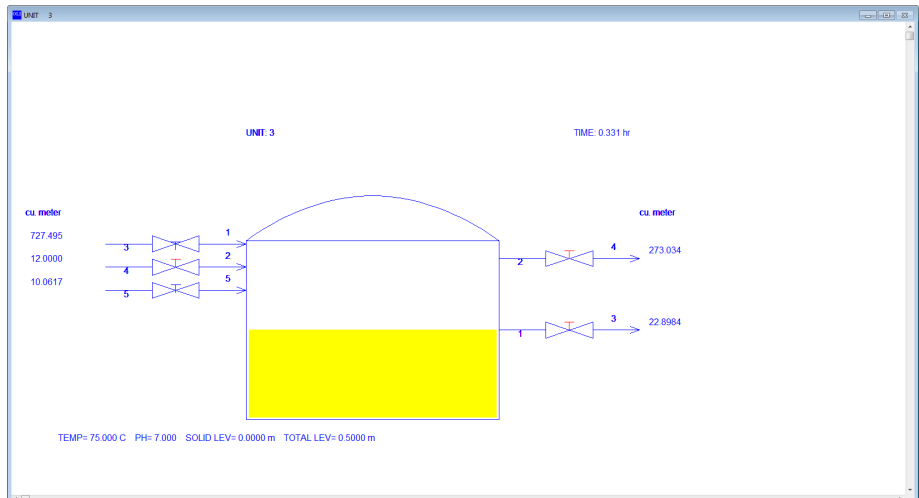 UNIT 3
UNIT: 3
TIME: 0.331 hr
cu. meter
cu. meter
727.495
3
1
12.0000
4
2
10.0617
5
5
2
4
273.034
1
3
22.8984
TEMP= 75.000 C PH= 7.000 SOLID LEV= 0.0000 m TOTAL LEV= 0.5000 m